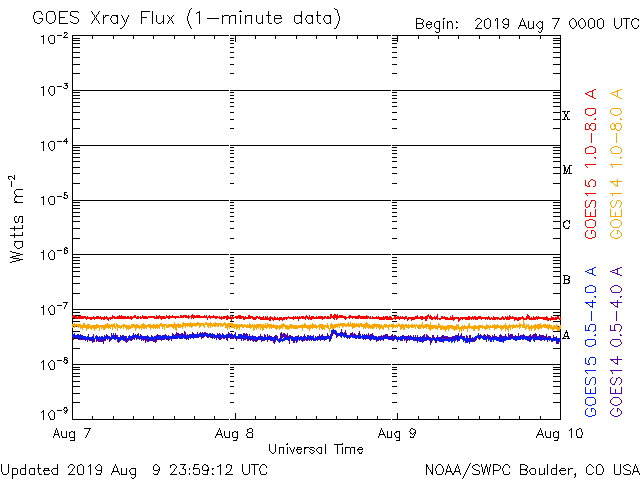 GOES Xray Flux (1-minute data)
Begin: 2019 Aug 7 0000 UTC
10⁻²
10⁻³
10⁻⁴
10⁻⁵
10⁻⁶
10⁻⁷
10⁻⁸
10⁻⁹
Watts m⁻²
X
M
C
B
A
GOES15 1.0-8.0 A
GOES14 1.0-8.0 A
GOES15 0.5-4.0 A
GOES14 0.5-4.0 A
Aug 7 Aug 8 Aug 9 Aug 10
Universal Time
Updated 2019 Aug 9 23:59:12 UTC
NOAA/SWPC Boulder, CO USA